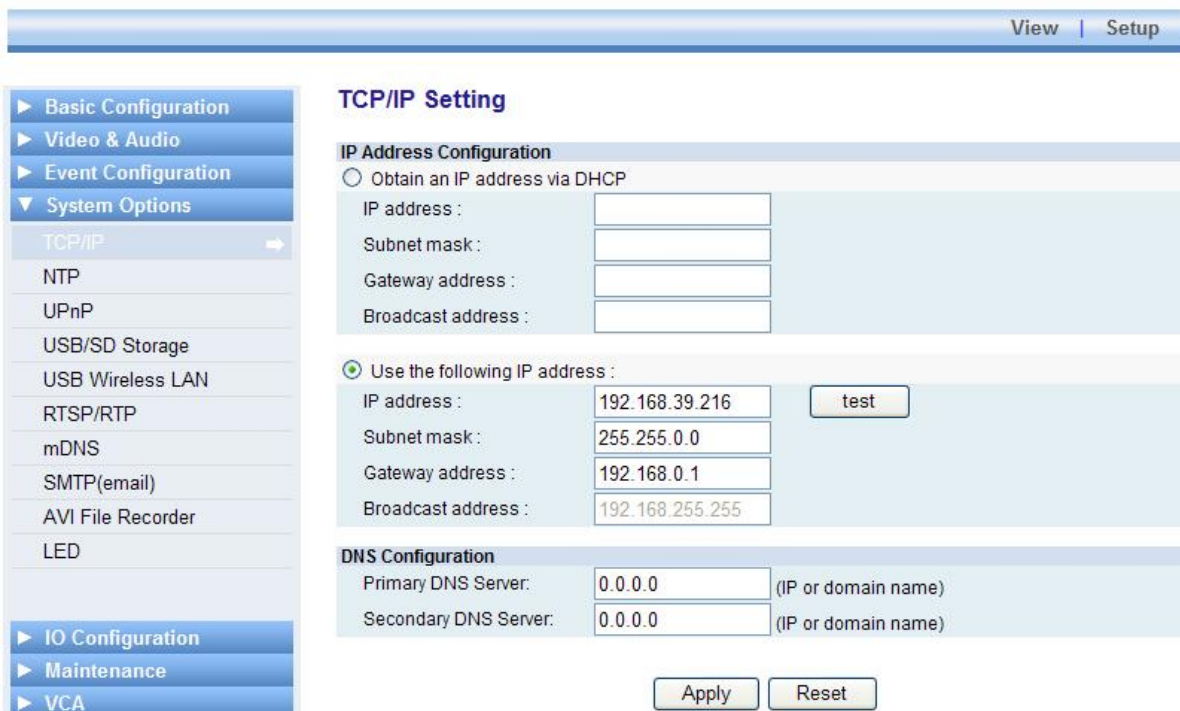 View | Setup
Basic Configuration
Video & Audio
Event Configuration
System Options
TCP/IP
NTP
UPnP
USB/SD Storage
USB Wireless LAN
RTSP/RTP
mDNS
SMTP(email)
AVI File Recorder
LED
IO Configuration
Maintenance
VCA
TCP/IP Setting
IP Address Configuration
Obtain an IP address via DHCP
IP address :
Subnet mask :
Gateway address :
Broadcast address :
Use the following IP address :
IP address : 192.168.39.216 test
Subnet mask : 255.255.0.0
Gateway address : 192.168.0.1
Broadcast address : 192.168.255.255
DNS Configuration
Primary DNS Server: 0.0.0.0 (IP or domain name)
Secondary DNS Server: 0.0.0.0 (IP or domain name)
Apply Reset